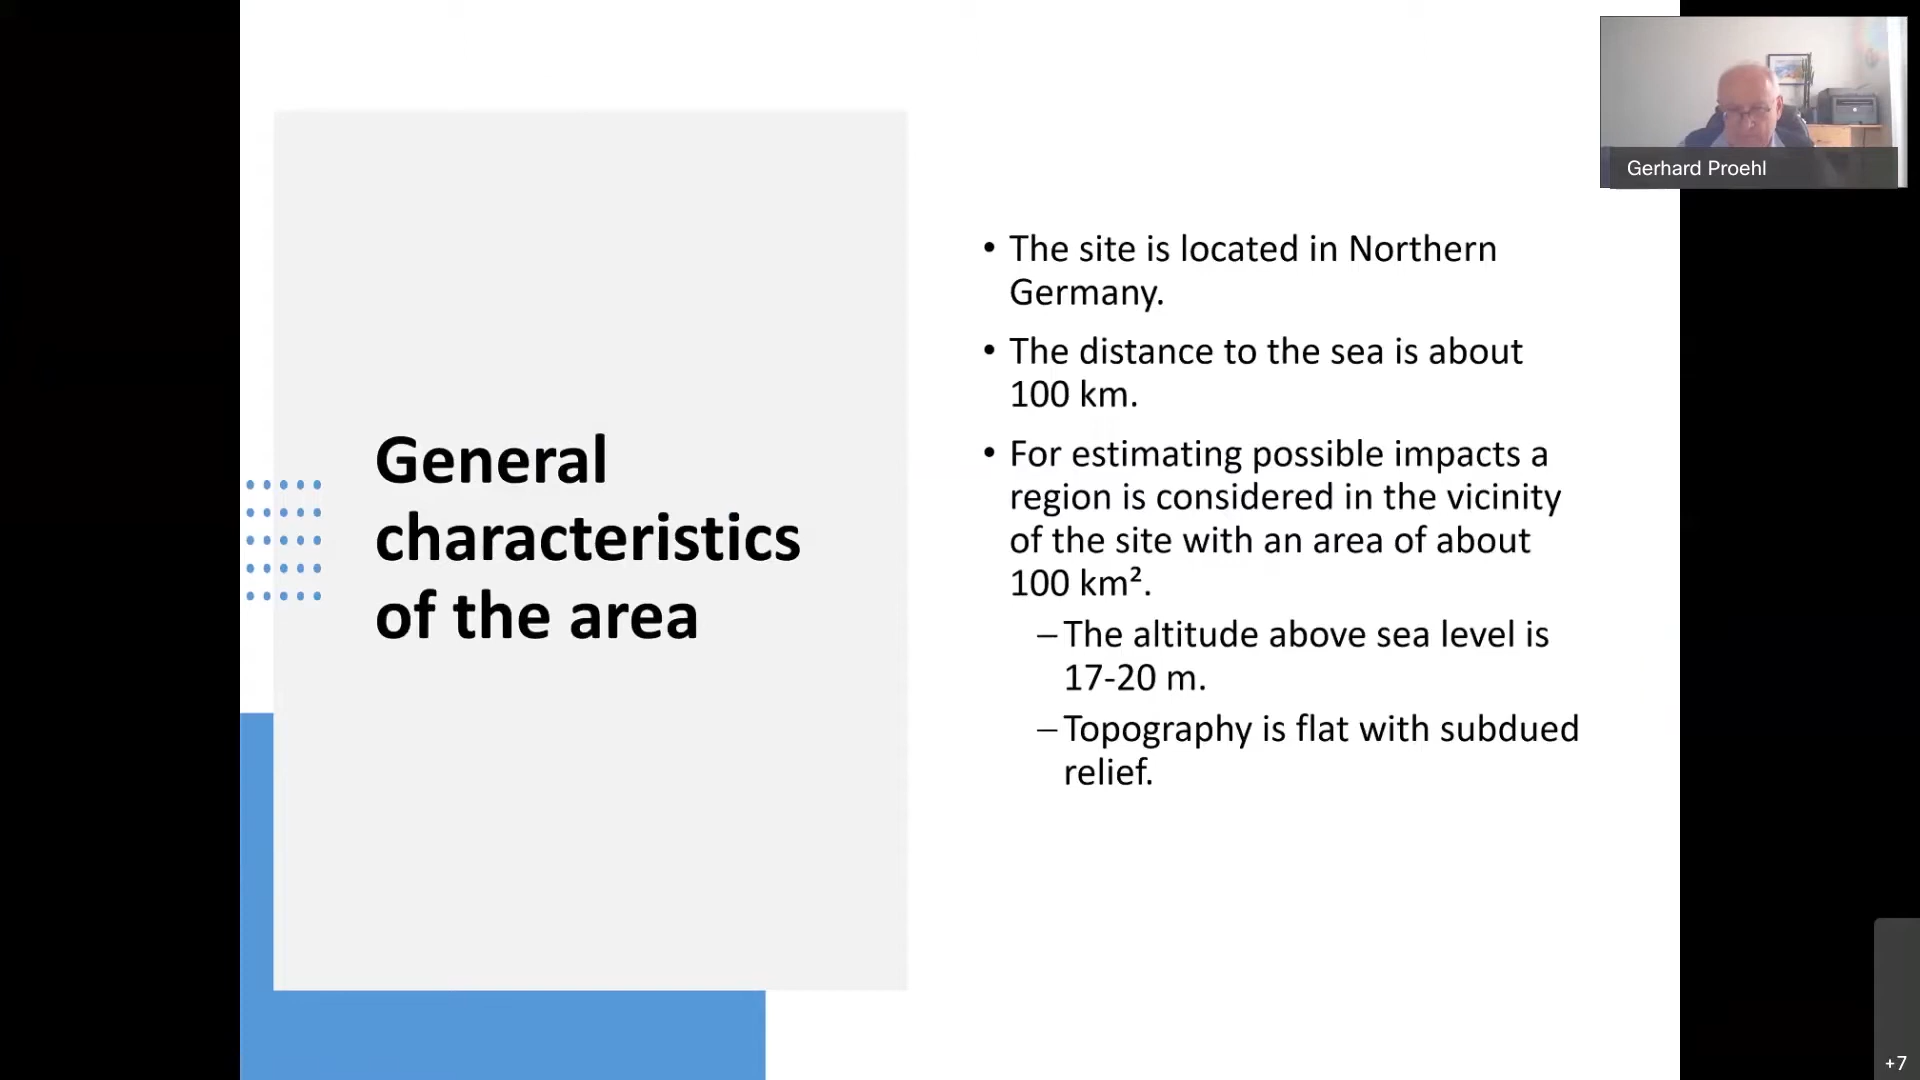 General
characteristics
of the area
• The site is located in Northern
Germany.
• The distance to the sea is about
100 km.
• For estimating possible impacts a
region is considered in the vicinity
of the site with an area of about
100 km².
–The altitude above sea level is
17-20 m.
–Topography is flat with subdued
relief.
Gerhard Proehl
+7